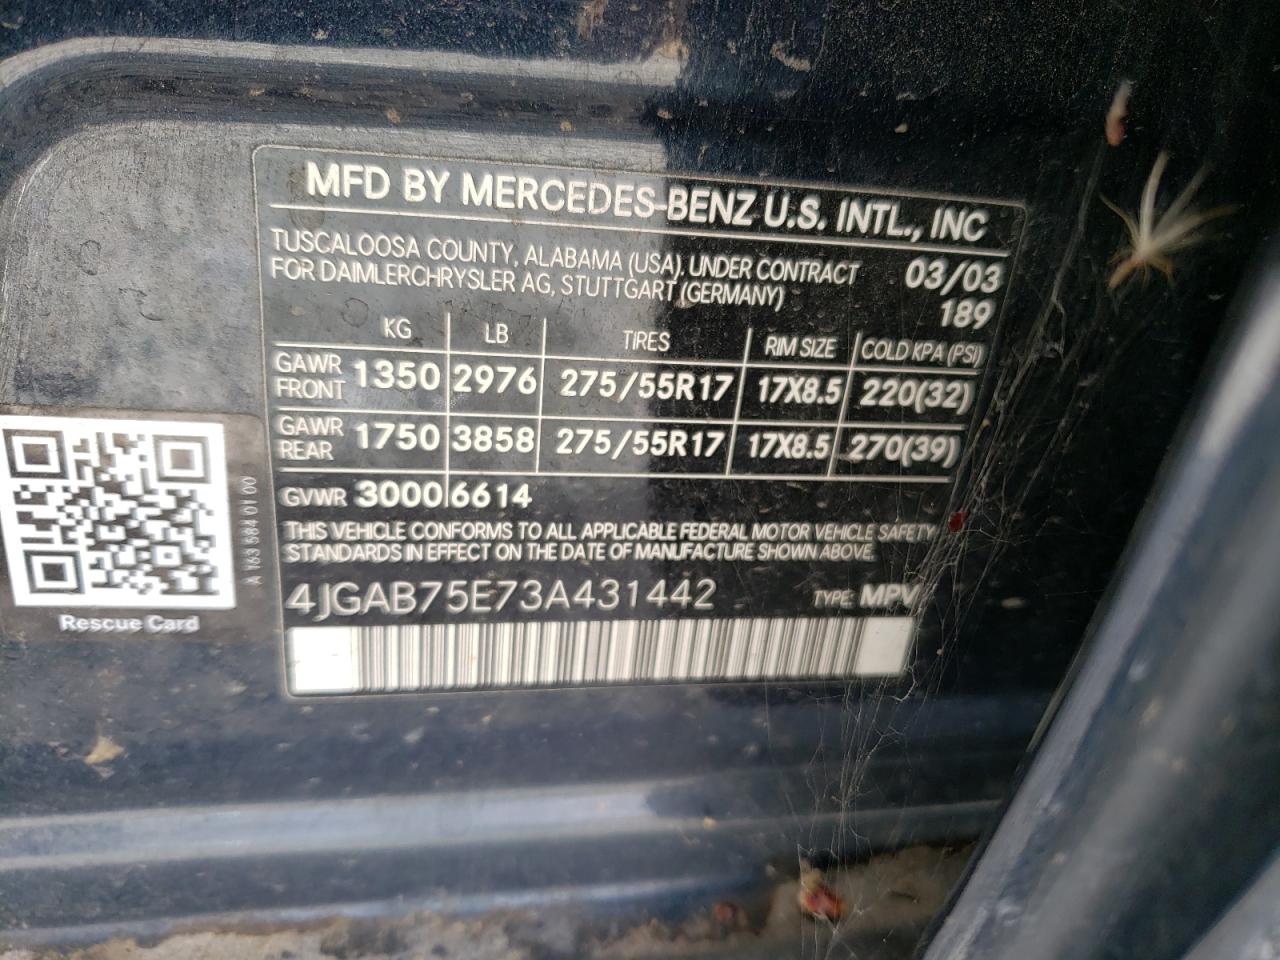 MFD BY MERCEDES-BENZ U.S. INTL., INC
TUSCALOOSA COUNTY, ALABAMA (USA), UNDER CONTRACT
FOR DAIMLERCHRYSLER AG, STUTTGART (GERMANY)
03/03
189
KG LB TIRES RIM SIZE COLD KPA (PSI)
GAWR FRONT 1350 2976 275/55R17 17X8.5 220(32)
GAWR REAR 1750 3858 275/55R17 17X8.5 270(39)
GVWR 3000 6614
THIS VEHICLE CONFORMS TO ALL APPLICABLE FEDERAL MOTOR VEHICLE SAFETY
STANDARDS IN EFFECT ON THE DATE OF MANUFACTURE SHOWN ABOVE.
4JGAB75E73A431442 TYPE: MPV
A 163 584 01 00
Rescue Card